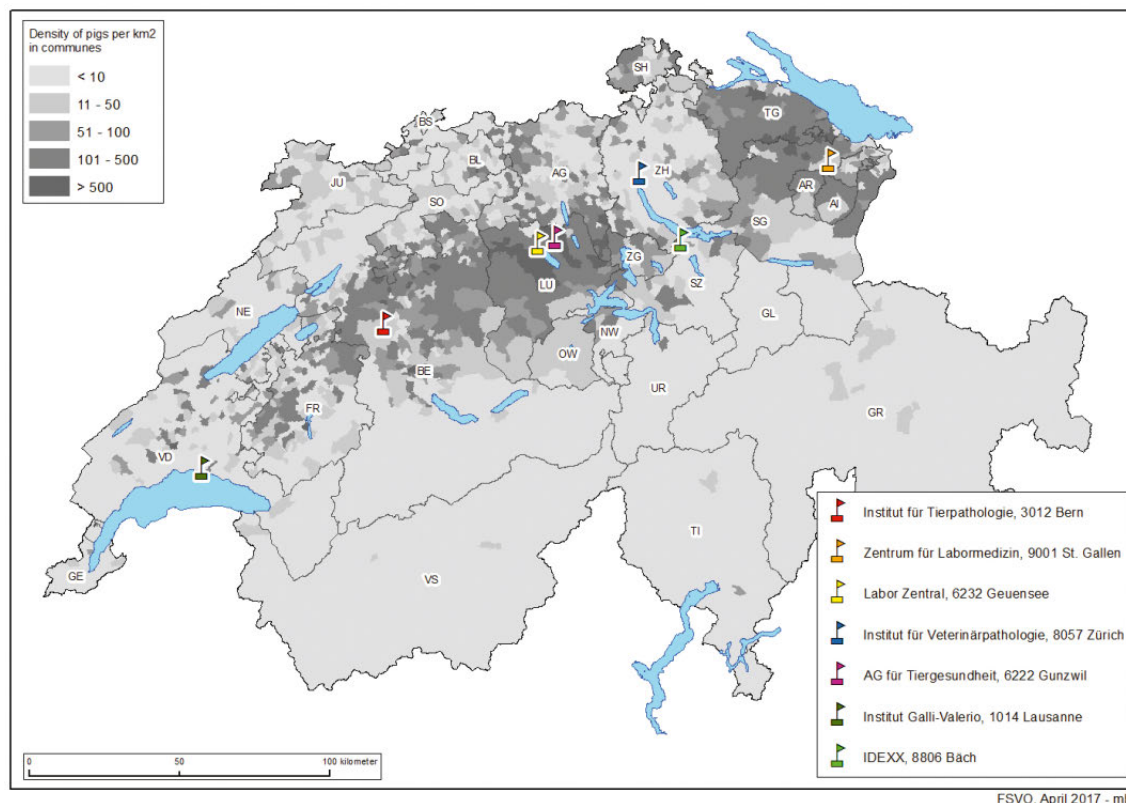 Density of pigs per km2
in communes
< 10
11 - 50
51 - 100
101 - 500
> 500
SH
TG
BS
BL
AG
ZH
JU
SO
AR
AI
SG
ZG
LU
SZ
NE
GL
NW
OW
BE
UR
FR
GR
VD
TI
GE
VS
Institut für Tierpathologie, 3012 Bern
Zentrum für Labormedizin, 9001 St. Gallen
Labor Zentral, 6232 Geuensee
Institut für Veterinärpathologie, 8057 Zürich
AG für Tiergesundheit, 6222 Gunzwil
Institut Galli-Valerio, 1014 Lausanne
IDEXX, 8806 Bäch
0 50 100 kilometer
FSVO, April 2017 - ml